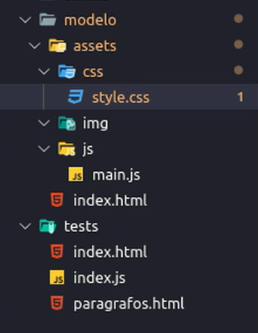 modelo
assets
css
style.css 1
img
js
main.js
index.html
tests
index.html
index.js
paragrafos.html